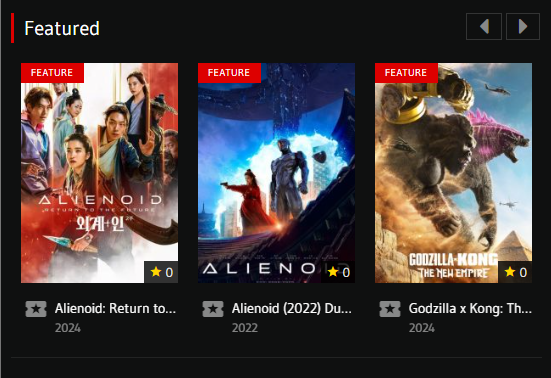 Featured
FEATURE
FEATURE
FEATURE
ALIENOID
RETURN TO THE FUTURE
외계+인
ALIENOID
GODZILLA×KONG
THE NEW EMPIRE
0
0
0
Alienoid: Return to...
Alienoid (2022) Du...
Godzilla x Kong: Th...
2024
2022
2024